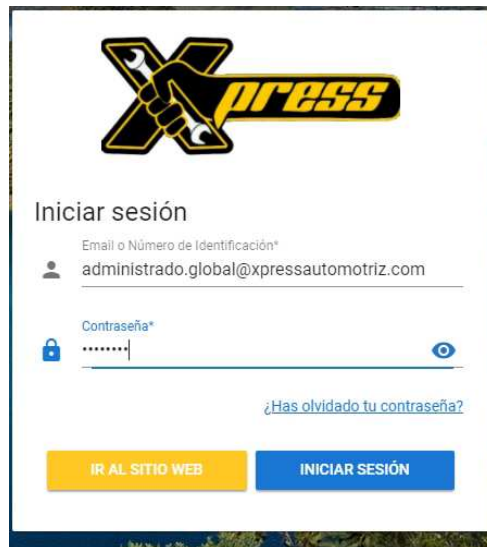 Xpress
Iniciar sesión
Email o Número de Identificación*
administrado.global@xpressautomotriz.com
Contraseña*
••••••••
¿Has olvidado tu contraseña?
IR AL SITIO WEB INICIAR SESIÓN